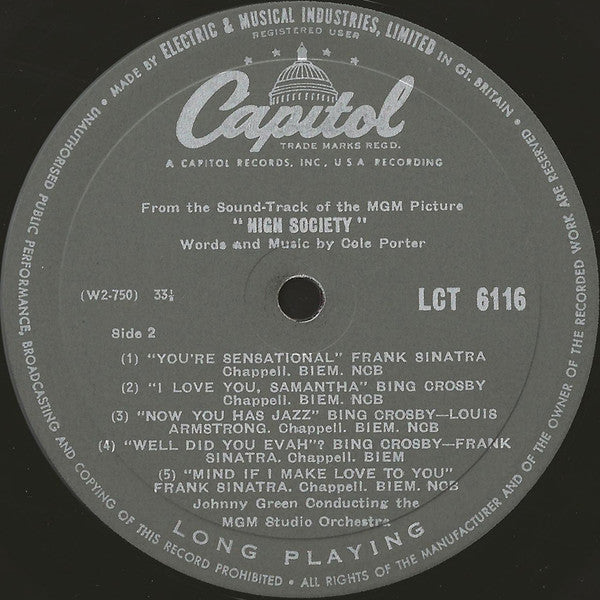 MADE BY ELECTRIC & MUSICAL INDUSTRIES, LIMITED IN GT. BRITAIN •
REGISTERED USER
Capitol
TRADE MARKS REGD.
A CAPITOL RECORDS, INC., U S A RECORDING
From the Sound-Track of the MGM Picture
"HIGH SOCIETY"
Words and Music by Cole Porter
(W2-750) 33⅓
LCT 6116
Side 2
(1) "YOU'RE SENSATIONAL" FRANK SINATRA
Chappell. BIEM. NCB
(2) "I LOVE YOU, SAMANTHA" BING CROSBY
Chappell. BIEM. NCB
(3) "NOW YOU HAS JAZZ" BING CROSBY—LOUIS
ARMSTRONG. Chappell. BIEM. NCB
(4) "WELL DID YOU EVAH"? BING CROSBY—FRANK
SINATRA. Chappell. BIEM
(5) "MIND IF I MAKE LOVE TO YOU"
FRANK SINATRA. Chappell. BIEM. NCB
Johnny Green Conducting the
MGM Studio Orchestra
LONG PLAYING
UNAUTHORISED PUBLIC PERFORMANCE, BROADCASTING AND COPYING OF THIS RECORD PROHIBITED • ALL RIGHTS OF THE MANUFACTURER AND OF THE OWNER OF THE RECORDED WORK ARE RESERVED •